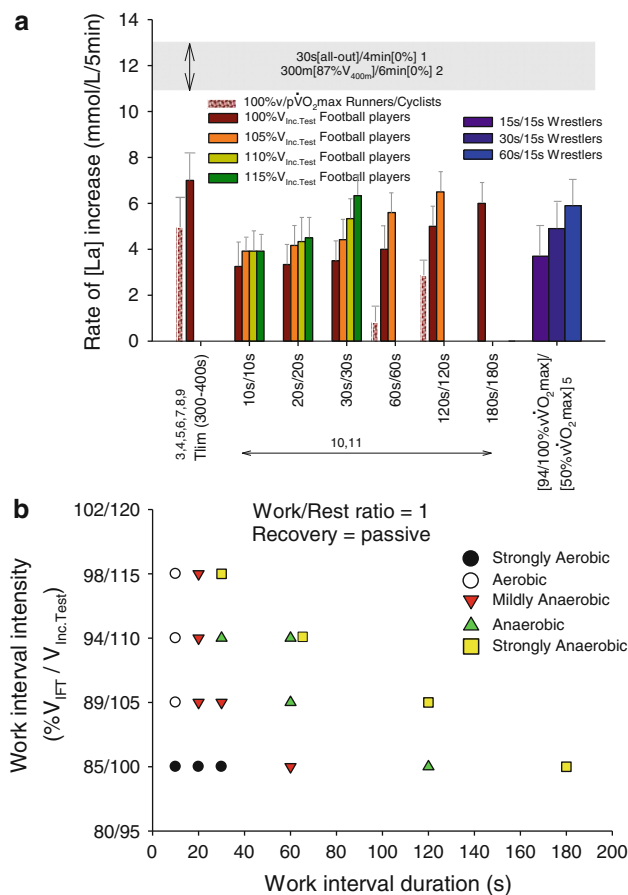 a
14
12
10
8
6
4
2
0
Rate of [La] increase (mmol/L/5min)
30s[all-out]/4min[0%] 1
300m[87%V400m]/6min[0%] 2
100%v/pV̇O2max Runners/Cyclists
100%VInc.Test Football players
105%VInc.Test Football players
110%VInc.Test Football players
115%VInc.Test Football players
15s/15s Wrestlers
30s/15s Wrestlers
60s/15s Wrestlers
3,4,5,6,7,8,9
Tlim (300-400s)
10s/10s
20s/20s
30s/30s
60s/60s
120s/120s
180s/180s
[94/100%vV̇O2max]/
[50%vV̇O2max] 5
10,11
b
102/120
98/115
94/110
89/105
85/100
80/95
Work interval intensity
(%VIFT / VInc.Test)
Work/Rest ratio = 1
Recovery = passive
Strongly Aerobic
Aerobic
Mildly Anaerobic
Anaerobic
Strongly Anaerobic
0 20 40 60 80 100 120 140 160 180 200
Work interval duration (s)